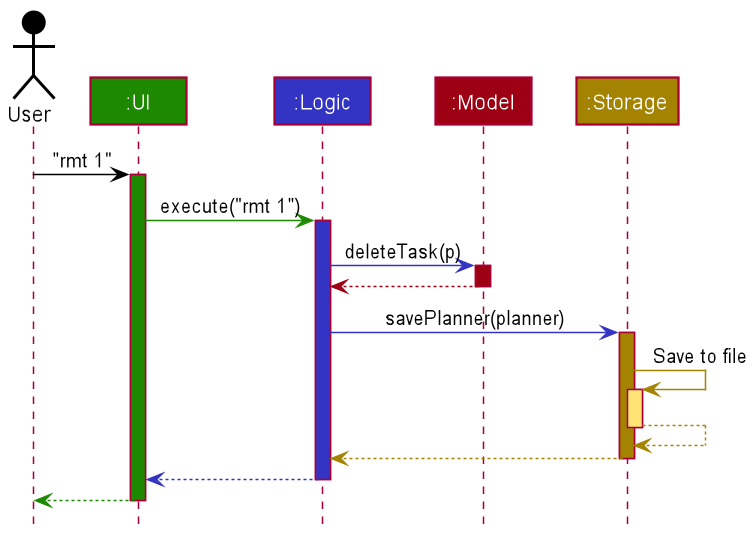 User
:UI
:Logic
:Model
:Storage
"rmt 1"
execute("rmt 1")
deleteTask(p)
savePlanner(planner)
Save to file